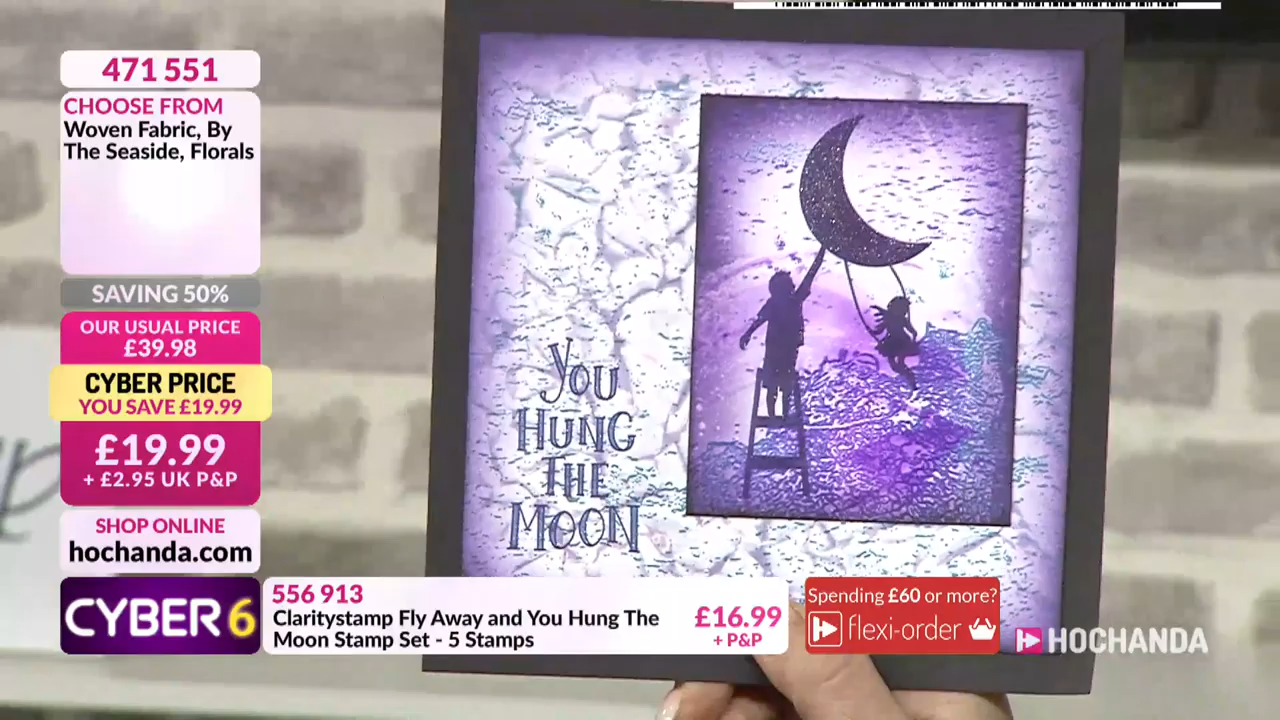 471 551
CHOOSE FROM
Woven Fabric, By
The Seaside, Florals
SAVING 50%
OUR USUAL PRICE
£39.98
CYBER PRICE
YOU SAVE £19.99
£19.99
+ £2.95 UK P&P
SHOP ONLINE
hochanda.com
CYBER 6
556 913
Claritystamp Fly Away and You Hung The
Moon Stamp Set - 5 Stamps
£16.99
+ P&P
Spending £60 or more?
flexi-order
HOCHANDA
YOU
HUNG
THE
MOON